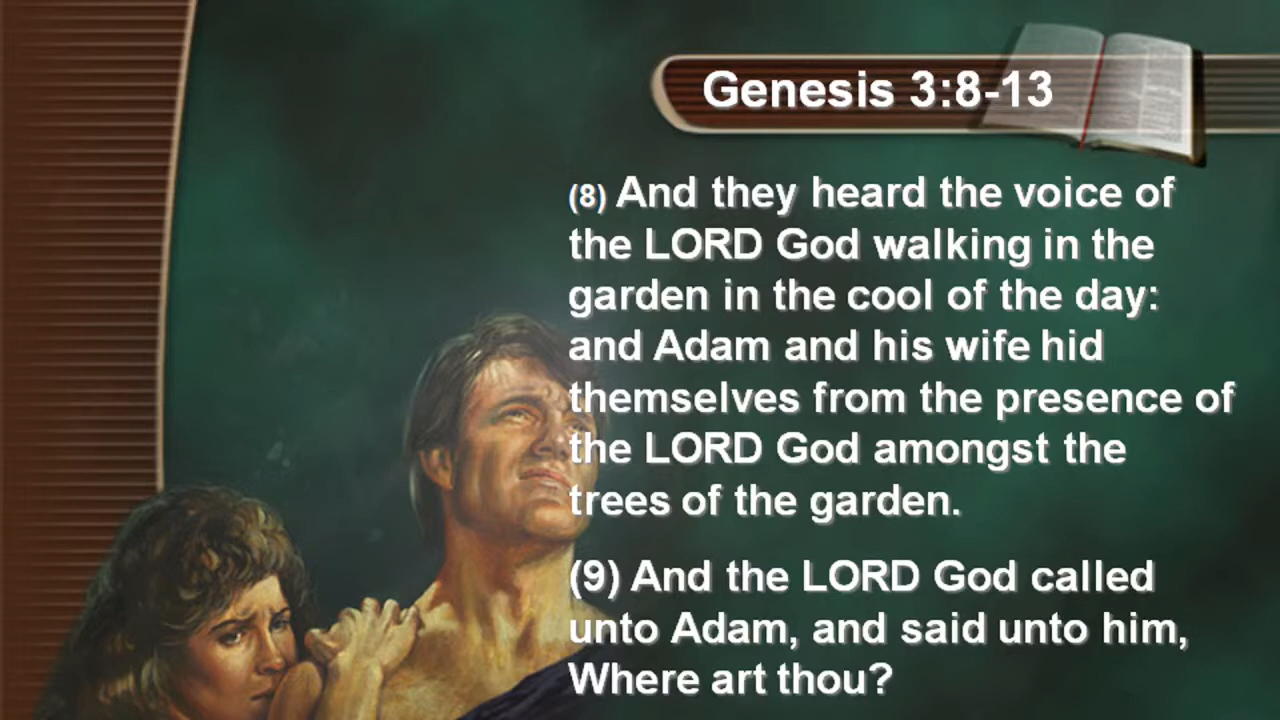 Genesis 3:8-13
(8) And they heard the voice of
the LORD God walking in the
garden in the cool of the day:
and Adam and his wife hid
themselves from the presence of
the LORD God amongst the
trees of the garden.
(9) And the LORD God called
unto Adam, and said unto him,
Where art thou?